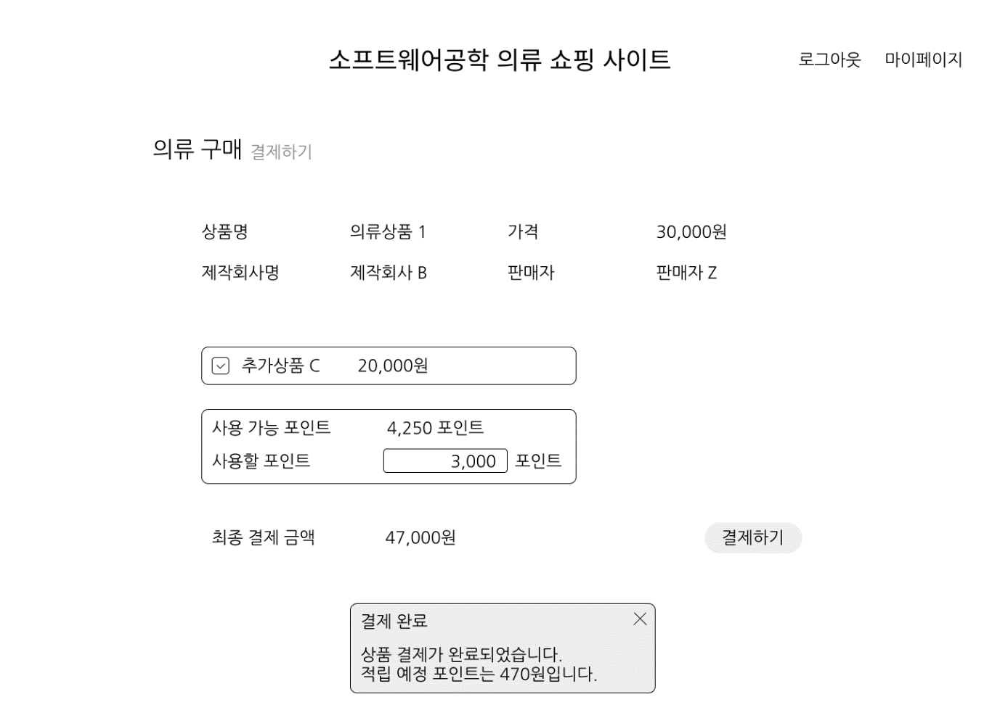 소프트웨어공학 의류 쇼핑 사이트 로그아웃 마이페이지
의류 구매 결제하기
상품명 의류상품 1 가격 30,000원
제작회사명 제작회사 B 판매자 판매자 Z
추가상품 C 20,000원
사용 가능 포인트 4,250 포인트
사용할 포인트 3,000 포인트
최종 결제 금액 47,000원 결제하기
결제 완료
상품 결제가 완료되었습니다.
적립 예정 포인트는 470원입니다.